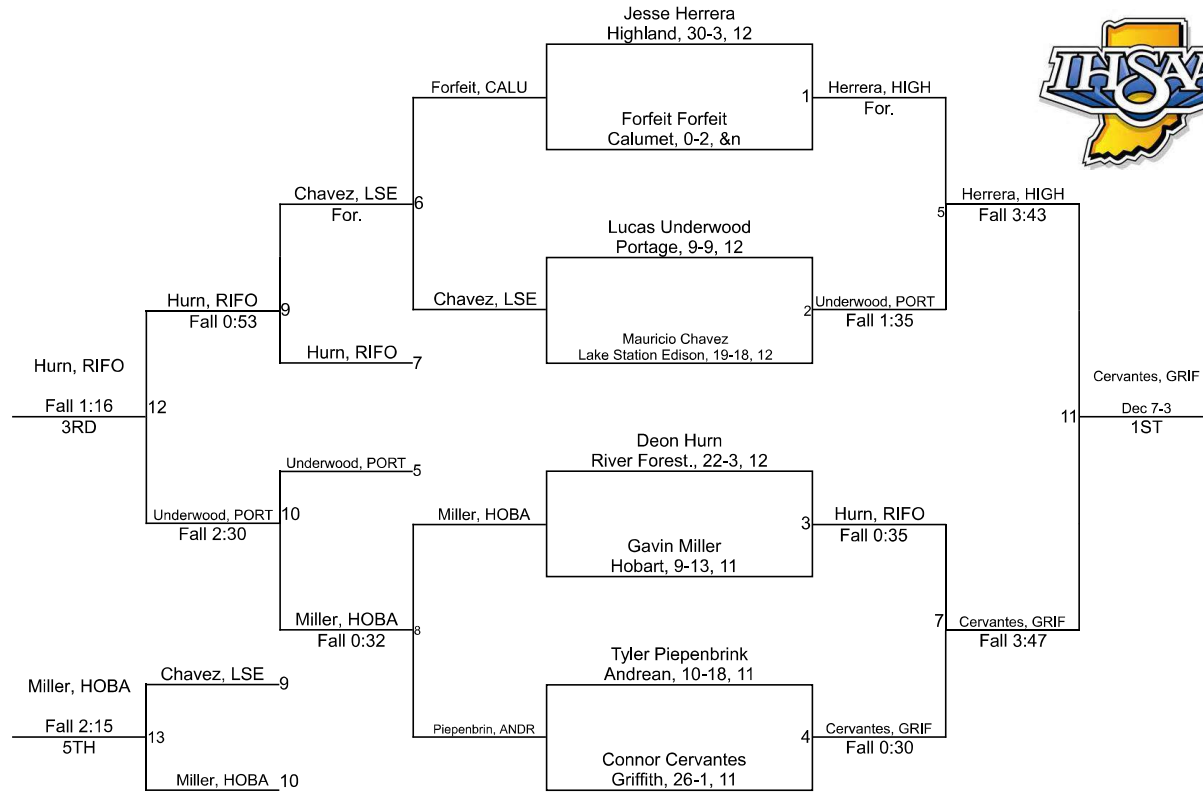 Jesse Herrera
Highland, 30-3, 12
IHSAA
Forfeit, CALU
1
Herrera, HIGH
For.
Forfeit Forfeit
Calumet, 0-2, &n
Chavez, LSE
For.
6
5
Herrera, HIGH
Fall 3:43
Lucas Underwood
Portage, 9-9, 12
Chavez, LSE
2
Underwood, PORT
Fall 1:35
Hurn, RIFO
Fall 0:53
9
Mauricio Chavez
Lake Station Edison, 19-18, 12
Hurn, RIFO
7
Hurn, RIFO
Fall 1:16
3RD
12
Cervantes, GRIF
11
Dec 7-3
1ST
Deon Hurn
River Forest., 22-3, 12
Underwood, PORT
5
Underwood, PORT
Fall 2:30
10
Miller, HOBA
3
Hurn, RIFO
Fall 0:35
Gavin Miller
Hobart, 9-13, 11
Miller, HOBA
Fall 0:32
8
7
Cervantes, GRIF
Fall 3:47
Tyler Piepenbrink
Andrean, 10-18, 11
Chavez, LSE
9
Miller, HOBA
Fall 2:15
5TH
13
Piepenbrin, ANDR
4
Cervantes, GRIF
Fall 0:30
Connor Cervantes
Griffith, 26-1, 11
Miller, HOBA
10